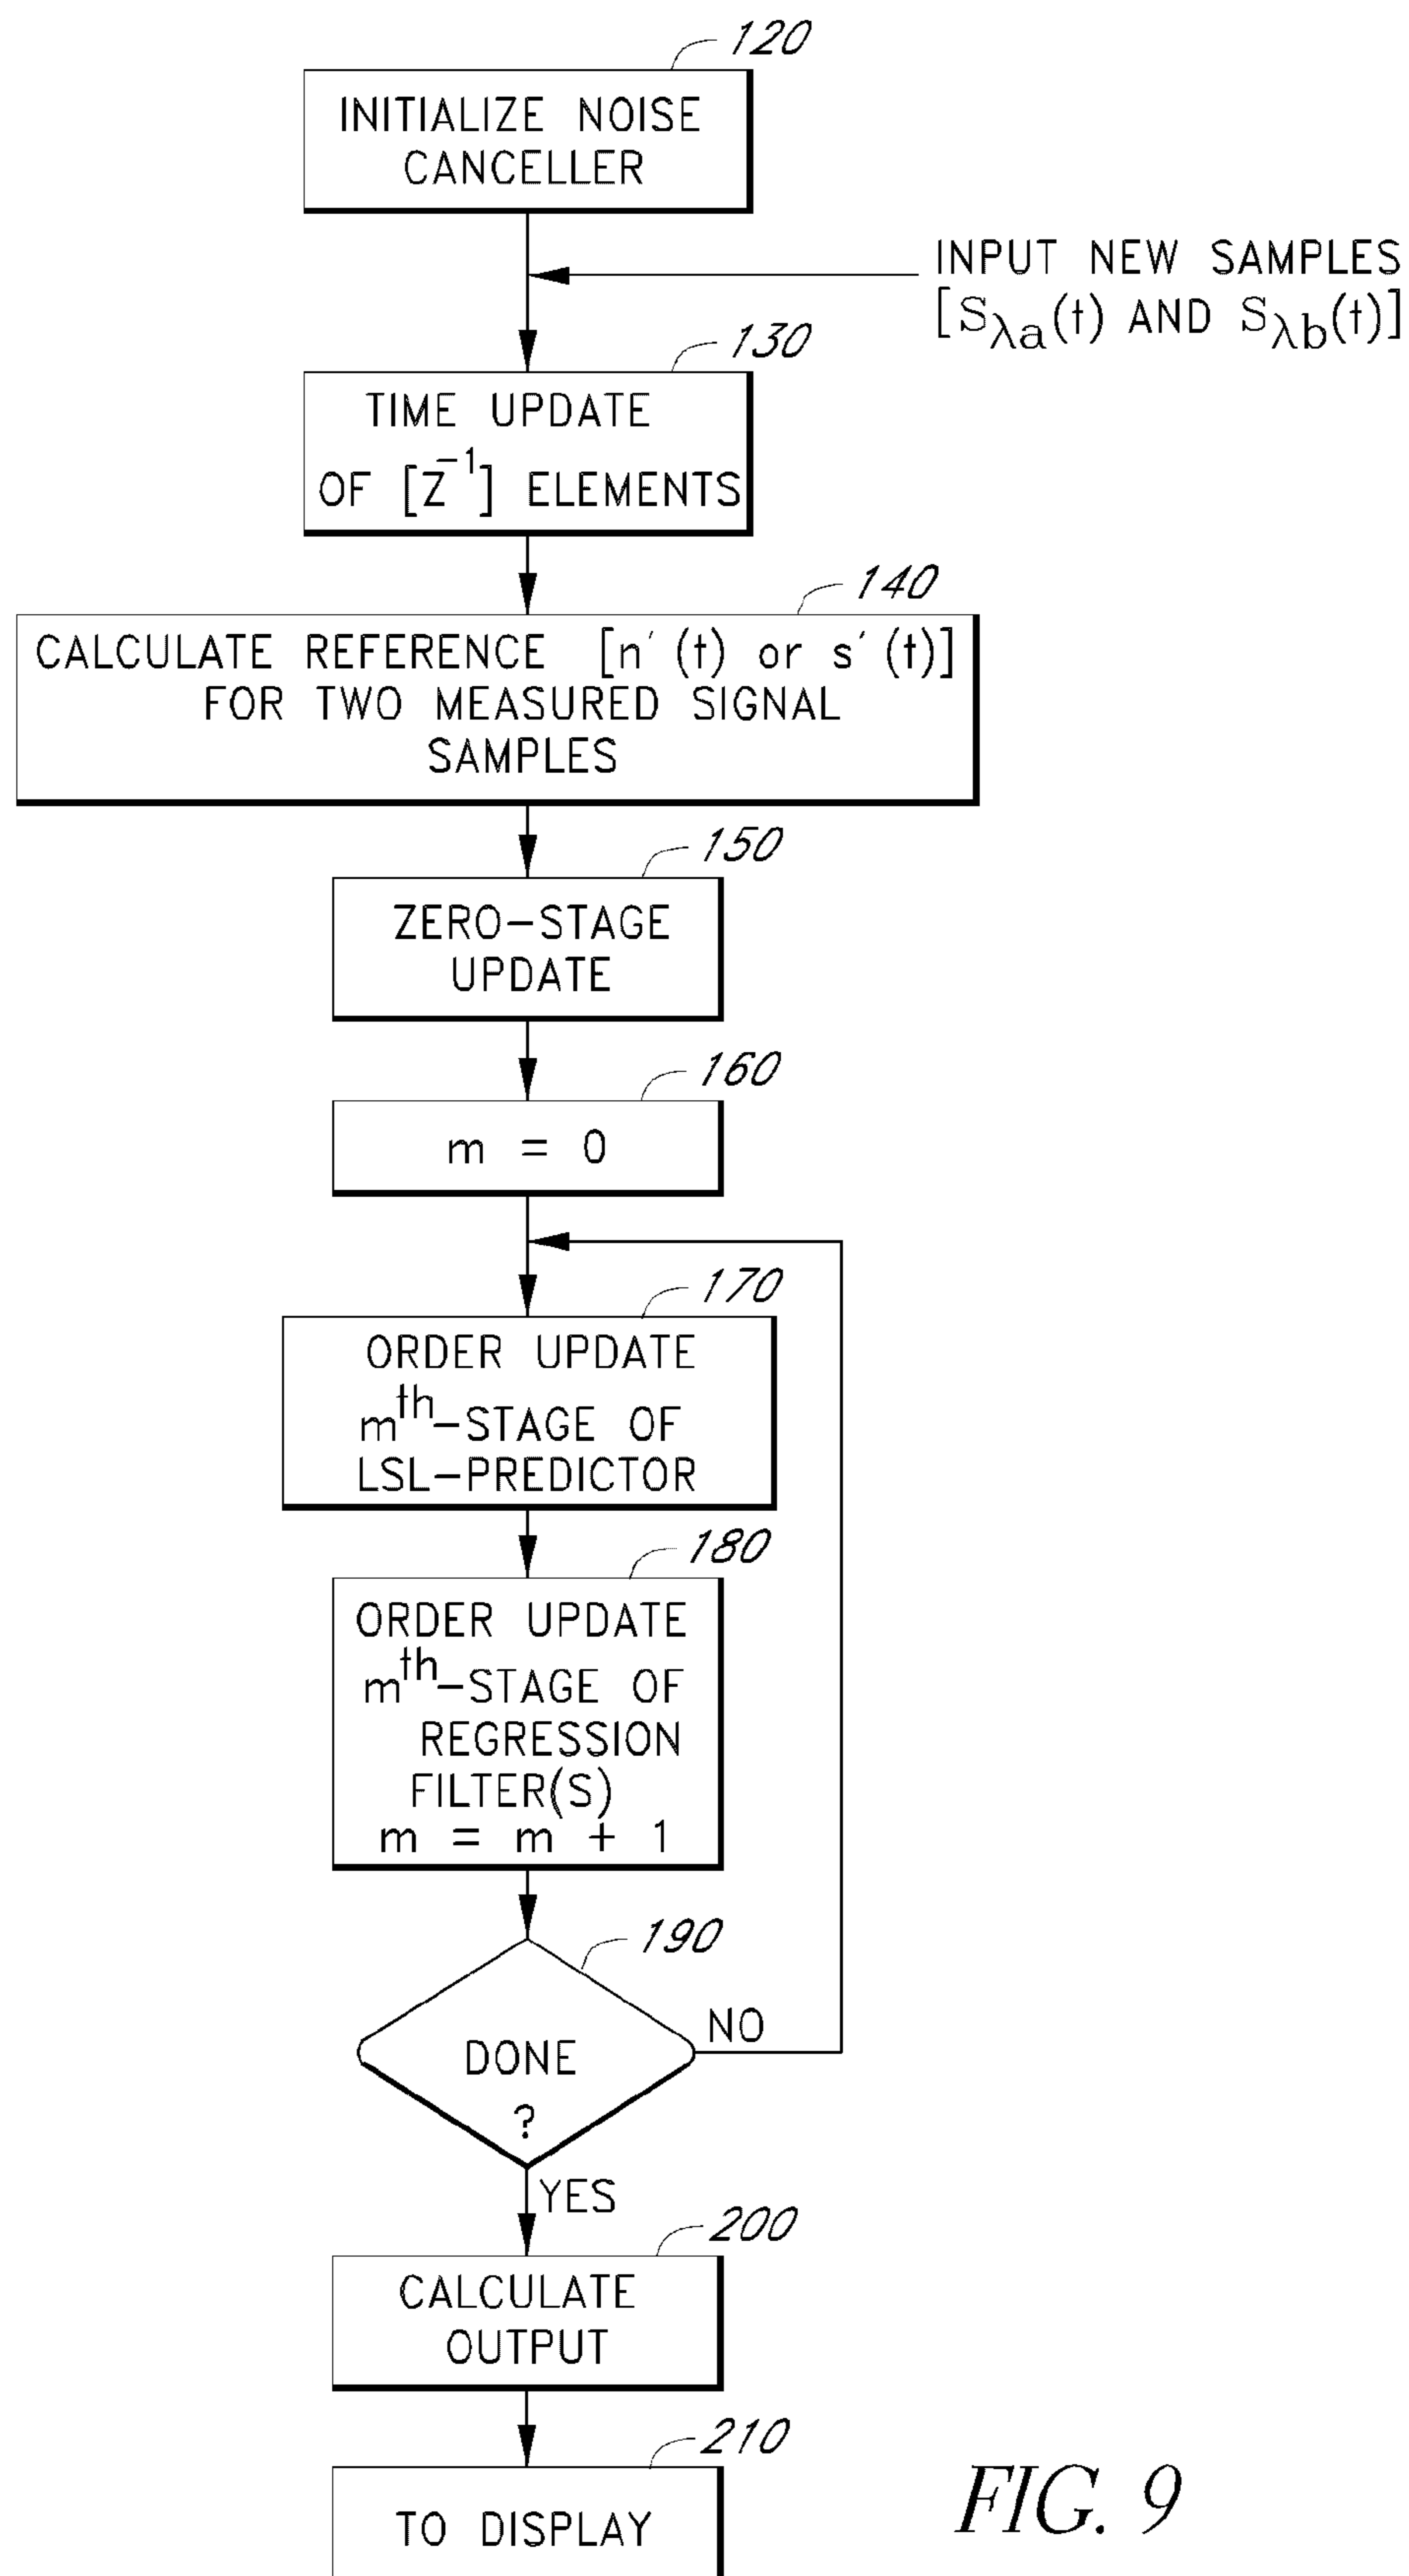 120
INITIALIZE NOISE
CANCELLER
INPUT NEW SAMPLES
[Sλa(t) AND Sλb(t)]
130
TIME UPDATE
OF [Z⁻¹] ELEMENTS
140
CALCULATE REFERENCE [n′(t) or s′(t)]
FOR TWO MEASURED SIGNAL
SAMPLES
150
ZERO-STAGE
UPDATE
160
m = 0
170
ORDER UPDATE
mᵗʰ-STAGE OF
LSL-PREDICTOR
180
ORDER UPDATE
mᵗʰ-STAGE OF
REGRESSION
FILTER(S)
m = m + 1
190
NO
DONE
?
YES
200
CALCULATE
OUTPUT
210
TO DISPLAY
FIG. 9